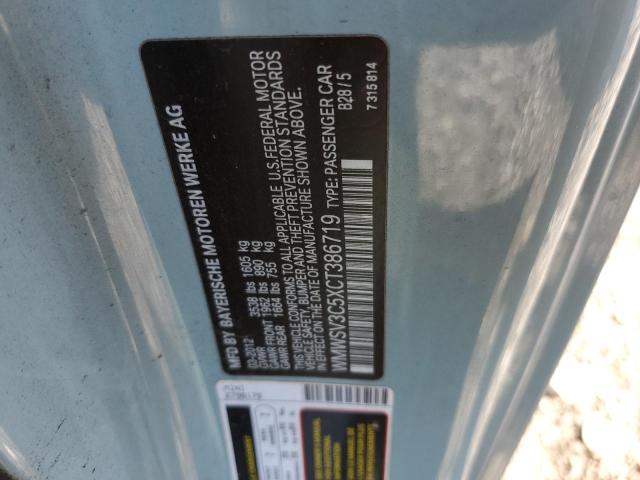 MFD BY BAYERISCHE MOTOREN WERKE AG
02-2012
GVWR 3538 lbs 1605 kg
GAWR FRONT 1962 lbs 890 kg
GAWR REAR 1664 lbs 755 kg
THIS VEHICLE CONFORMS TO ALL APPLICABLE U.S.FEDERAL MOTOR
VEHICLE SAFETY, BUMPER AND THEFT PREVENTION STANDARDS
IN EFFECT ON THE DATE OF MANUFACTURE SHOWN ABOVE.
WMWSV3C5XCT386719 TYPE: PASSENGER CAR
B28/5
7315814
MINI